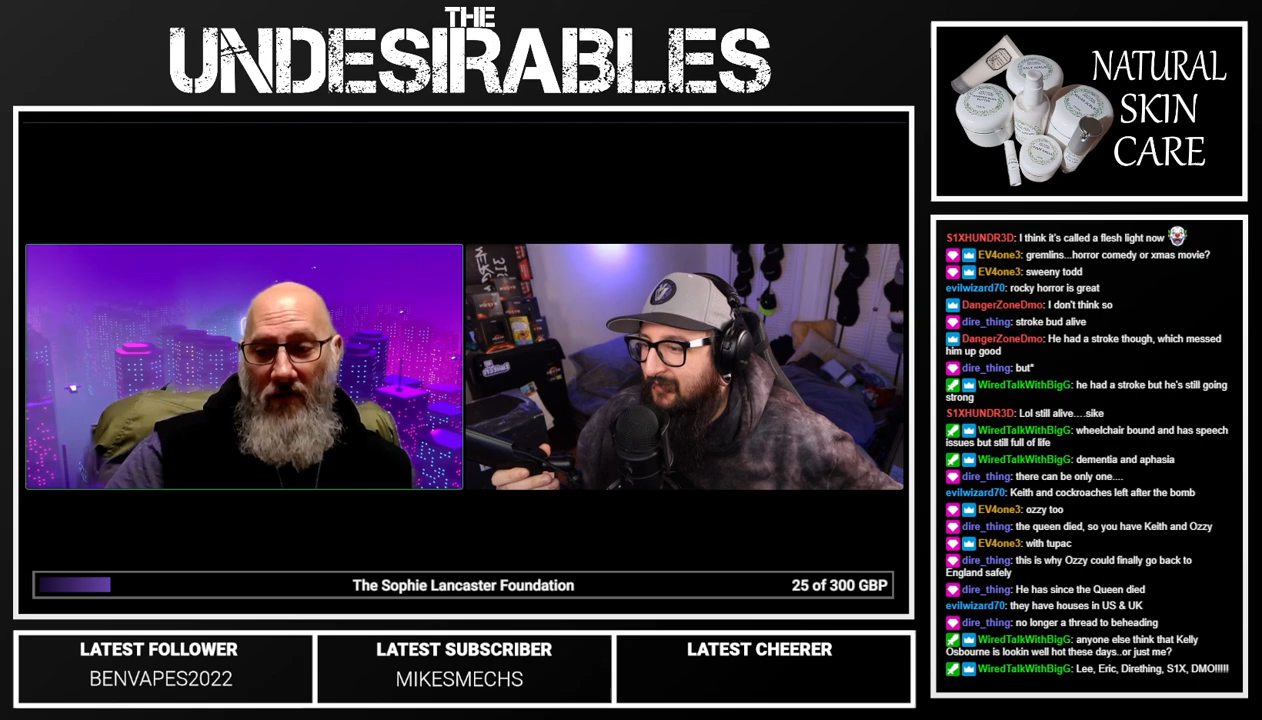 THE
UNDESIRABLES
NATURAL
SKIN
CARE
S1XHUNDR3D: I think it's called a flesh light now
EV4one3: gremlins...horror comedy or xmas movie?
EV4one3: sweeny todd
evilwizard70: rocky horror is great
DangerZoneDmo: I don't think so
dire_thing: stroke bud alive
DangerZoneDmo: He had a stroke though, which messed
him up good
dire_thing: but*
WiredTalkWithBigG: he had a stroke but he's still going
strong
S1XHUNDR3D: Lol still alive....sike
WiredTalkWithBigG: wheelchair bound and has speech
issues but still full of life
WiredTalkWithBigG: dementia and aphasia
dire_thing: there can be only one....
evilwizard70: Keith and cockroaches left after the bomb
EV4one3: ozzy too
dire_thing: the queen died, so you have Keith and Ozzy
EV4one3: with tupac
dire_thing: this is why Ozzy could finally go back to
England safely
dire_thing: He has since the Queen died
evilwizard70: they have houses in US & UK
dire_thing: no longer a thread to beheading
WiredTalkWithBigG: anyone else think that Kelly
Osbourne is lookin well hot these days..or just me?
WiredTalkWithBigG: Lee, Eric, Dirething, S1X, DMO!!!!!
The Sophie Lancaster Foundation
25 of 300 GBP
LATEST FOLLOWER
BENVAPES2022
LATEST SUBSCRIBER
MIKESMECHS
LATEST CHEERER